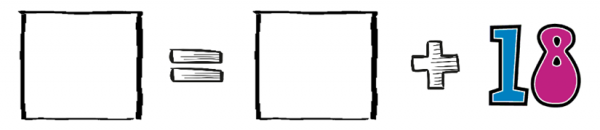 = + 18